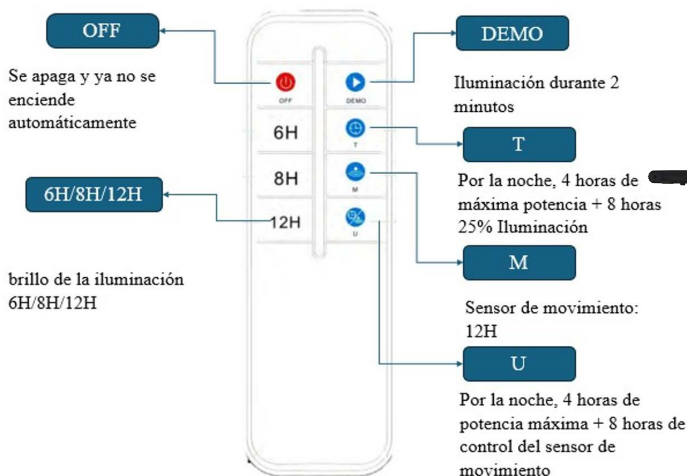 OFF
Se apaga y ya no se
enciende
automáticamente
6H/8H/12H
brillo de la iluminación
6H/8H/12H
OFF
DEMO
6H
T
8H
M
12H
U
DEMO
Iluminación durante 2
minutos
T
Por la noche, 4 horas de
máxima potencia + 8 horas
25% Iluminación
M
Sensor de movimiento:
12H
U
Por la noche, 4 horas de
potencia máxima + 8 horas de
control del sensor de
movimiento